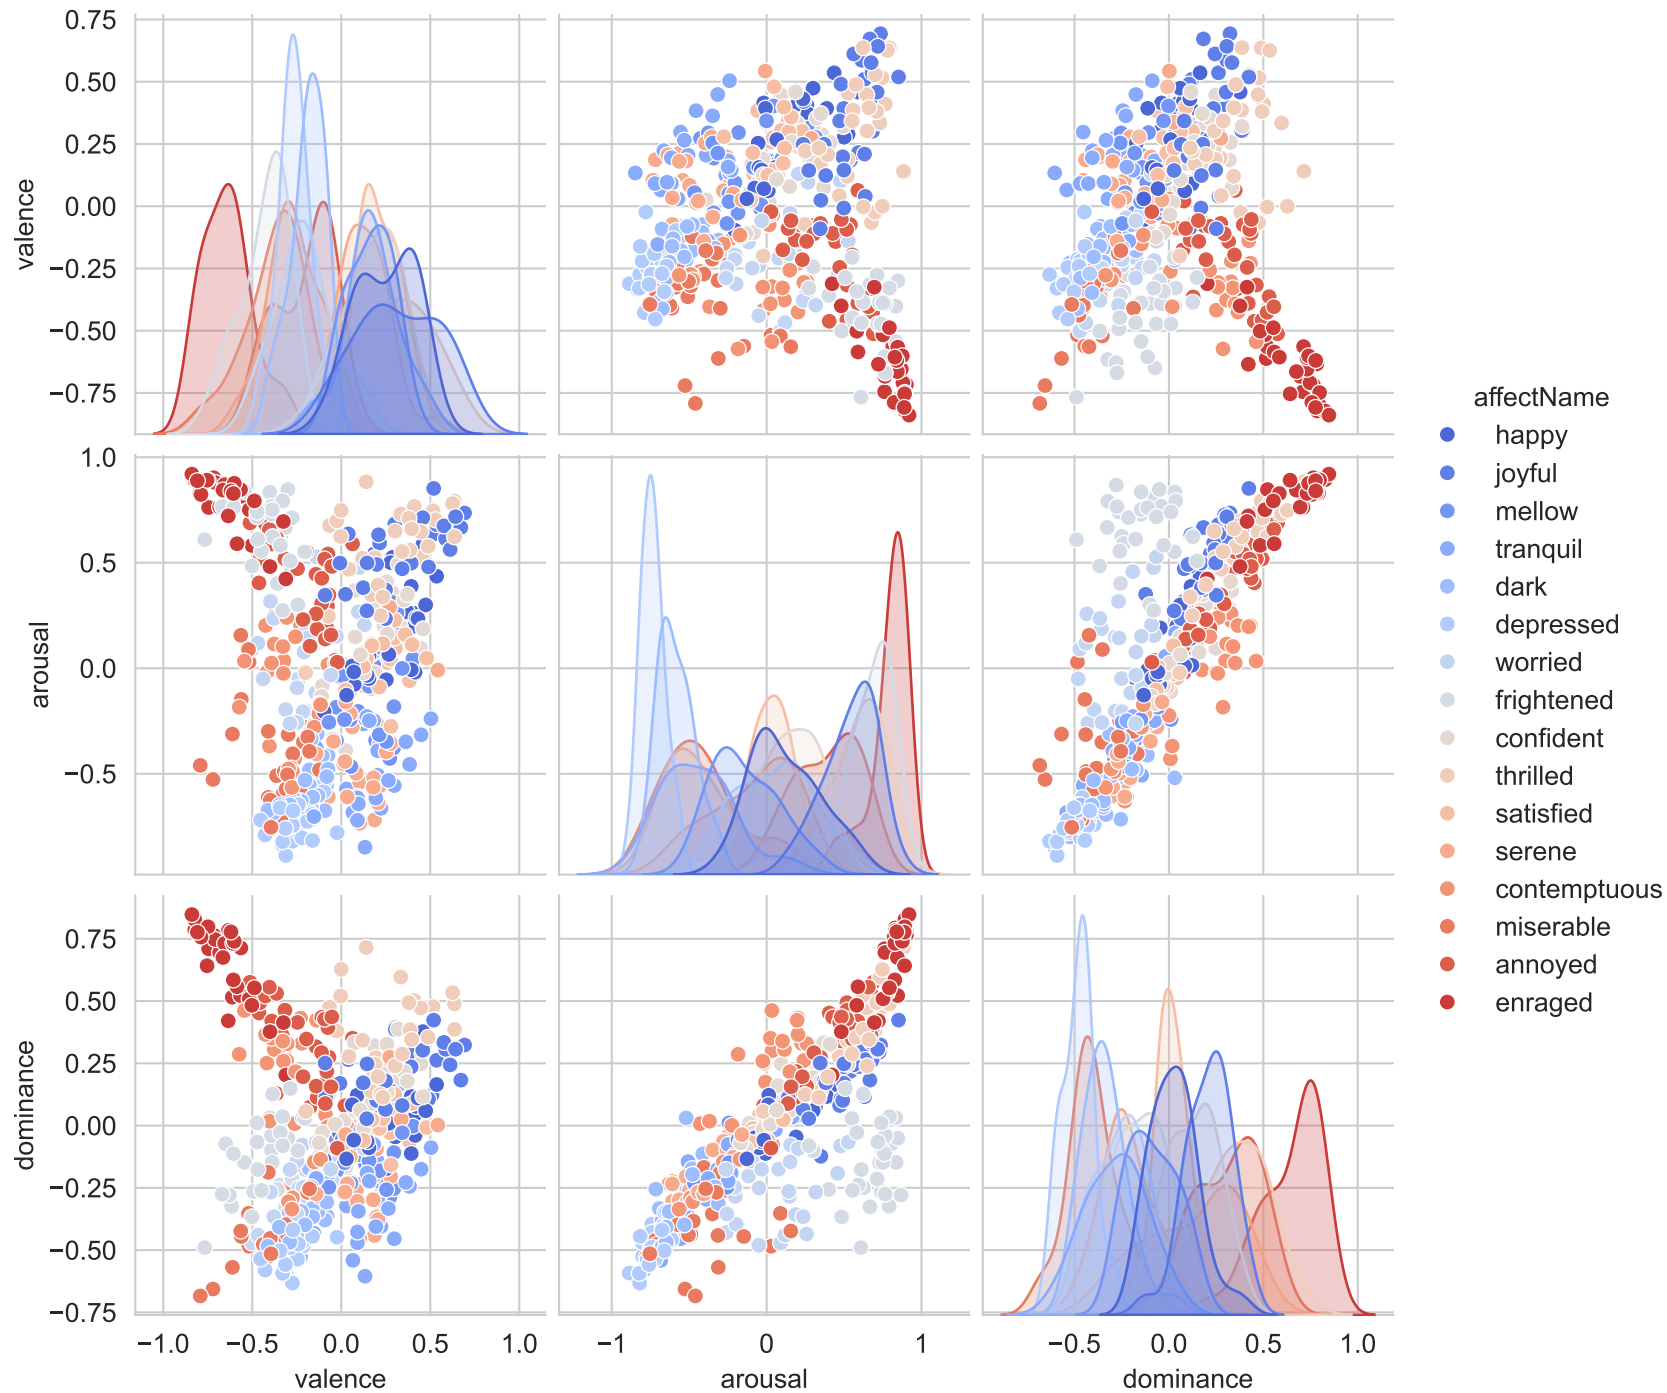 0.75
0.50
0.25
0.00
−0.25
−0.50
−0.75
valence
1.0
0.5
0.0
−0.5
arousal
0.75
0.50
0.25
0.00
−0.25
−0.50
−0.75
dominance
−1.0 −0.5 0.0 0.5 1.0
valence
−1 0 1
arousal
−0.5 0.0 0.5 1.0
dominance
affectName
happy
joyful
mellow
tranquil
dark
depressed
worried
frightened
confident
thrilled
satisfied
serene
contemptuous
miserable
annoyed
enraged